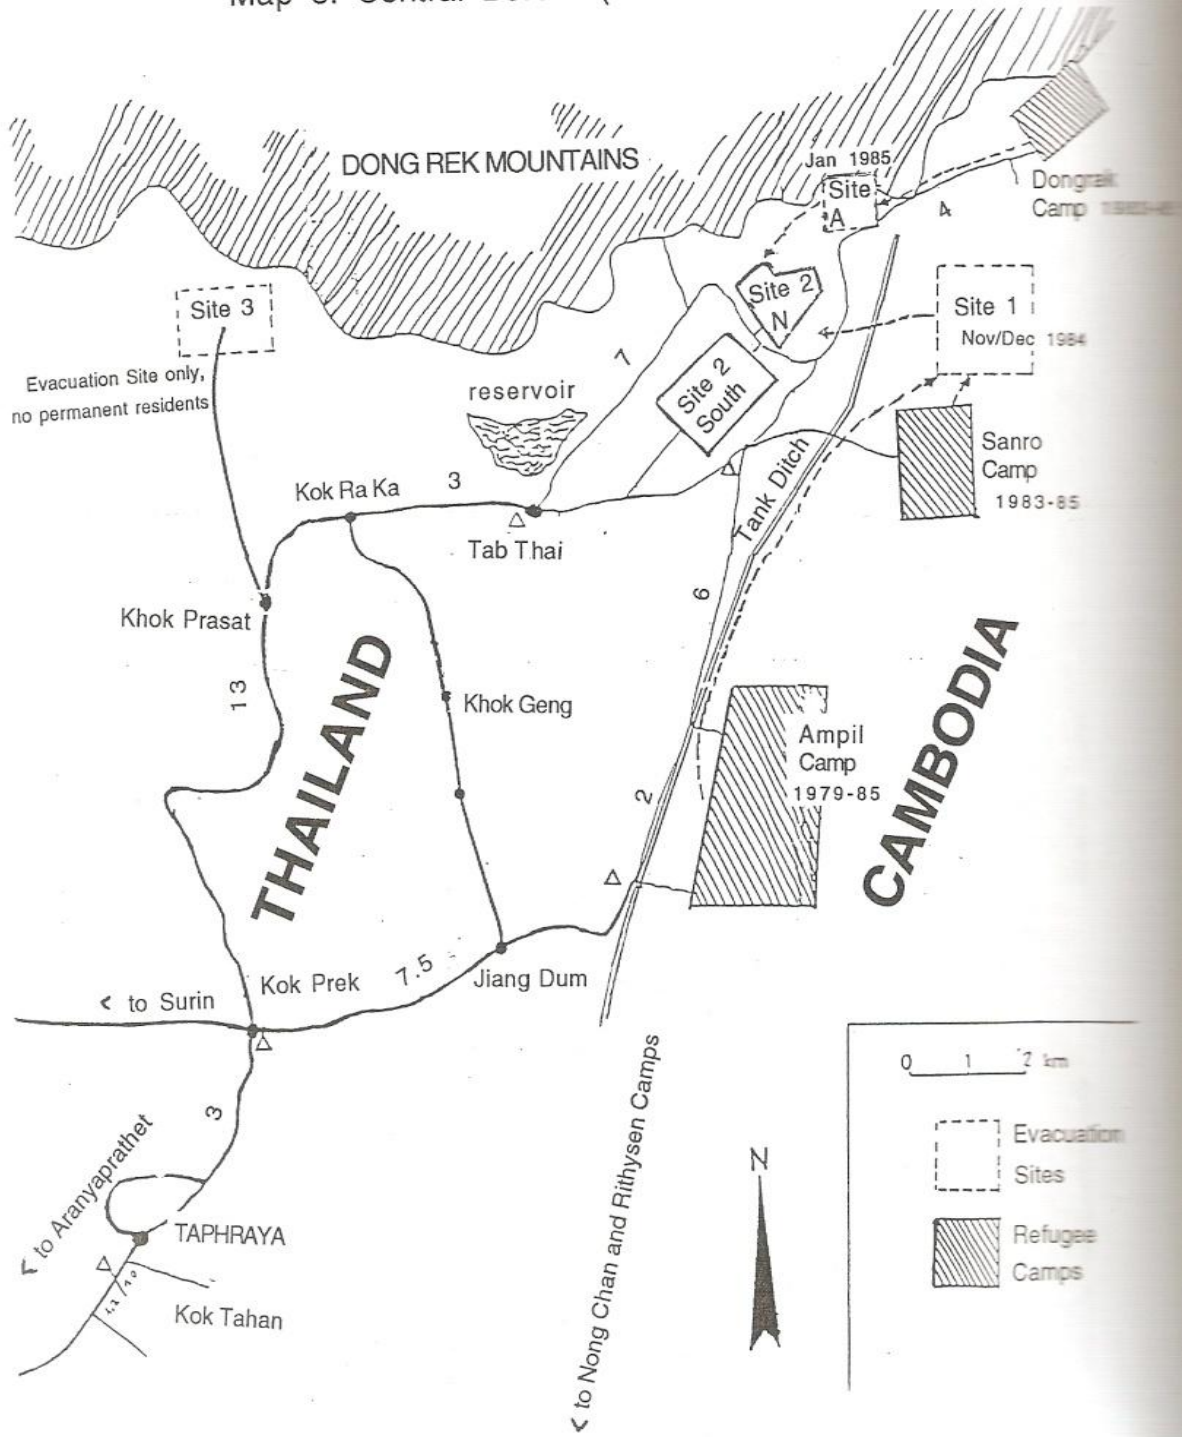 Map
Central
DONG REK MOUNTAINS
Jan 1985
Site
A
Dongrak
Camp
4
Site 3
Site 2
N
Site 1
Nov/Dec 1984
Evacuation Site only,
no permanent residents
7
reservoir
Site 2
South
Sanro
Camp
1983-85
Kok Ra Ka
3
Tab Thai
Tank Ditch
6
Khok Prasat
13
THAILAND
Khok Geng
CAMBODIA
Ampil
Camp
1979-85
2
Kok Prek
7.5
Jiang Dum
< to Surin
3
< to Aranyaprathet
TAPHRAYA
Kok Tahan
< to Nong Chan and Rithysen Camps
N
0 1 2 km
Evacuation
Sites
Refugee
Camps